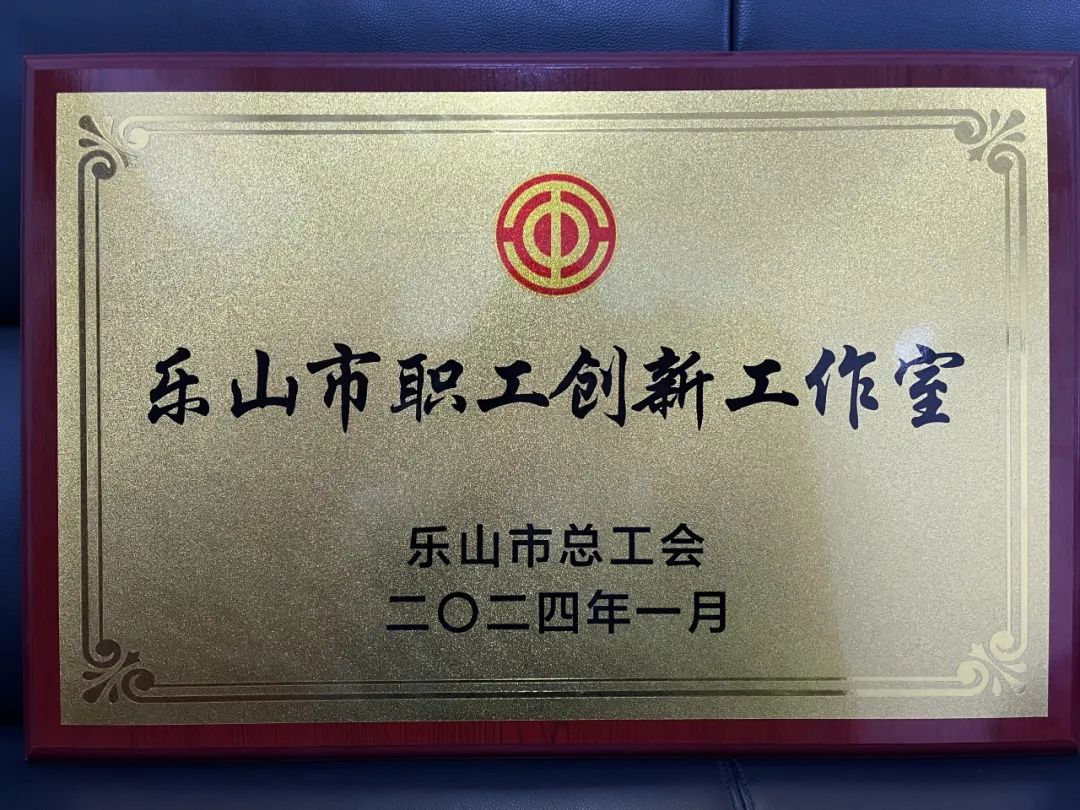 乐山市职工创新工作室
乐山市总工会
二〇二四年一月